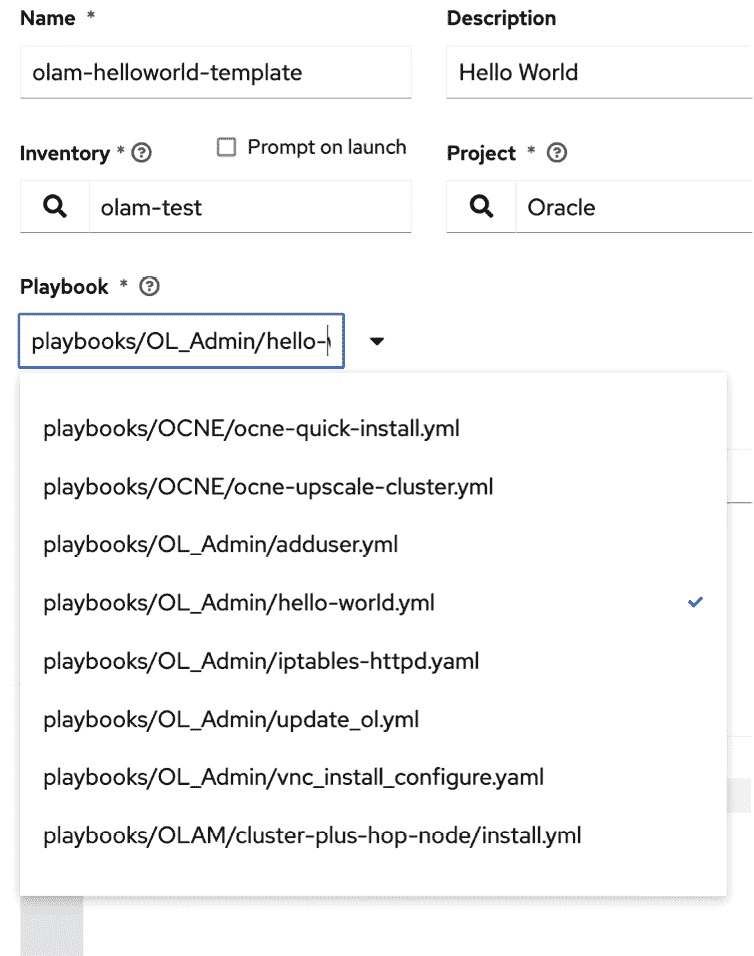 Name *
Description
olam-helloworld-template
Hello World
Inventory *
Prompt on launch
Project *
olam-test
Oracle
Playbook *
playbooks/OL_Admin/hello-
playbooks/OCNE/ocne-quick-install.yml
playbooks/OCNE/ocne-upscale-cluster.yml
playbooks/OL_Admin/adduser.yml
playbooks/OL_Admin/hello-world.yml
playbooks/OL_Admin/iptables-httpd.yaml
playbooks/OL_Admin/update_ol.yml
playbooks/OL_Admin/vnc_install_configure.yaml
playbooks/OLAM/cluster-plus-hop-node/install.yml